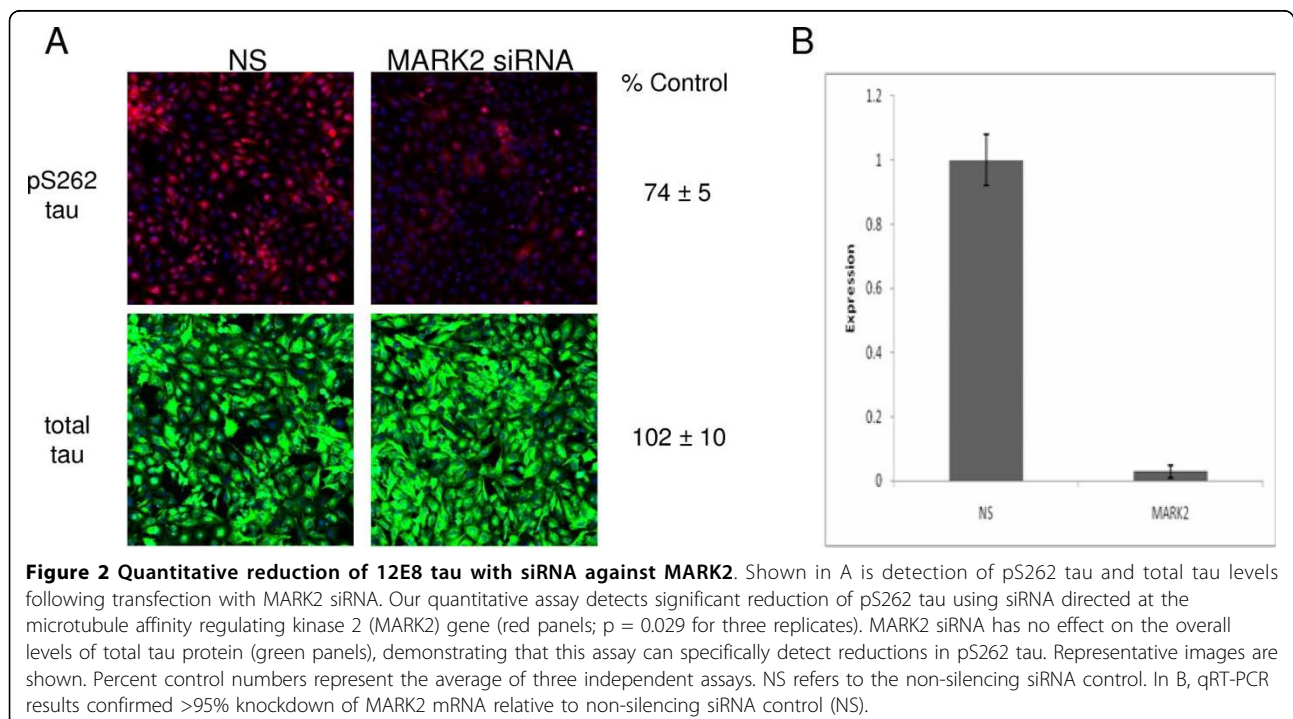 A
B
NS
MARK2 siRNA
% Control
pS262
tau
74 ± 5
total
tau
102 ± 10
1.2
1
0.8
0.6
0.4
0.2
0
Expression
NS
MARK2
Figure 2 Quantitative reduction of 12E8 tau with siRNA against MARK2. Shown in A is detection of pS262 tau and total tau levels
following transfection with MARK2 siRNA. Our quantitative assay detects significant reduction of pS262 tau using siRNA directed at the
microtubule affinity regulating kinase 2 (MARK2) gene (red panels; p = 0.029 for three replicates). MARK2 siRNA has no effect on the overall
levels of total tau protein (green panels), demonstrating that this assay can specifically detect reductions in pS262 tau. Representative images are
shown. Percent control numbers represent the average of three independent assays. NS refers to the non-silencing siRNA control. In B, qRT-PCR
results confirmed >95% knockdown of MARK2 mRNA relative to non-silencing siRNA control (NS).